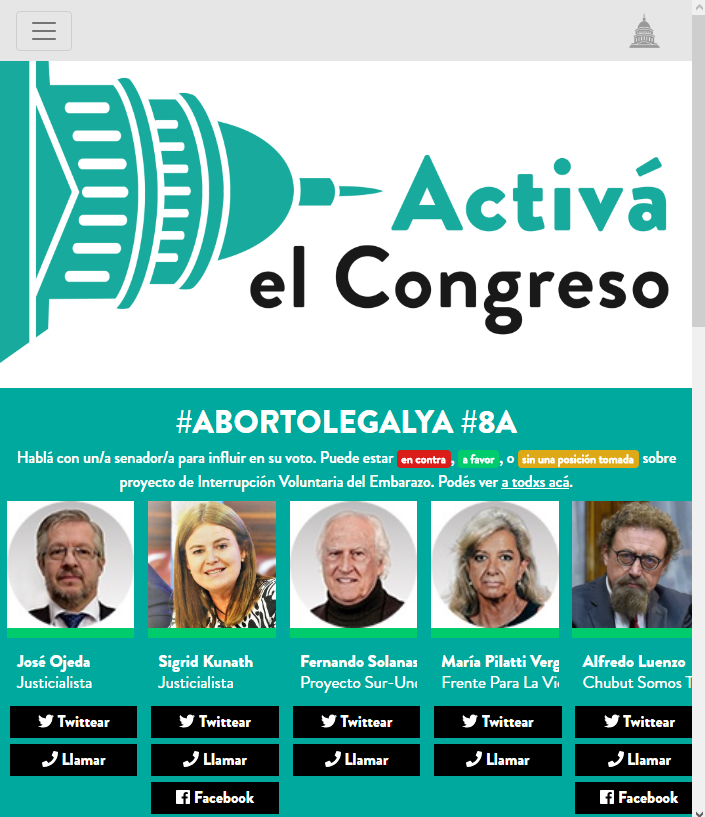 Activá
el Congreso
#ABORTOLEGALYA #8A
Hablá con un/a senador/a para influir en su voto. Puede estar en contra, a favor, o sin una posición tomada sobre
proyecto de Interrupción Voluntaria del Embarazo. Podés ver a todxs acá.
José Ojeda
Justicialista
Twittear
Llamar
Sigrid Kunath
Justicialista
Twittear
Llamar
Facebook
Fernando Solanas
Proyecto Sur-Un
Twittear
Llamar
María Pilatti Verg
Frente Para La Vi
Twittear
Llamar
Alfredo Luenzo
Chubut Somos T
Twittear
Llamar
Facebook